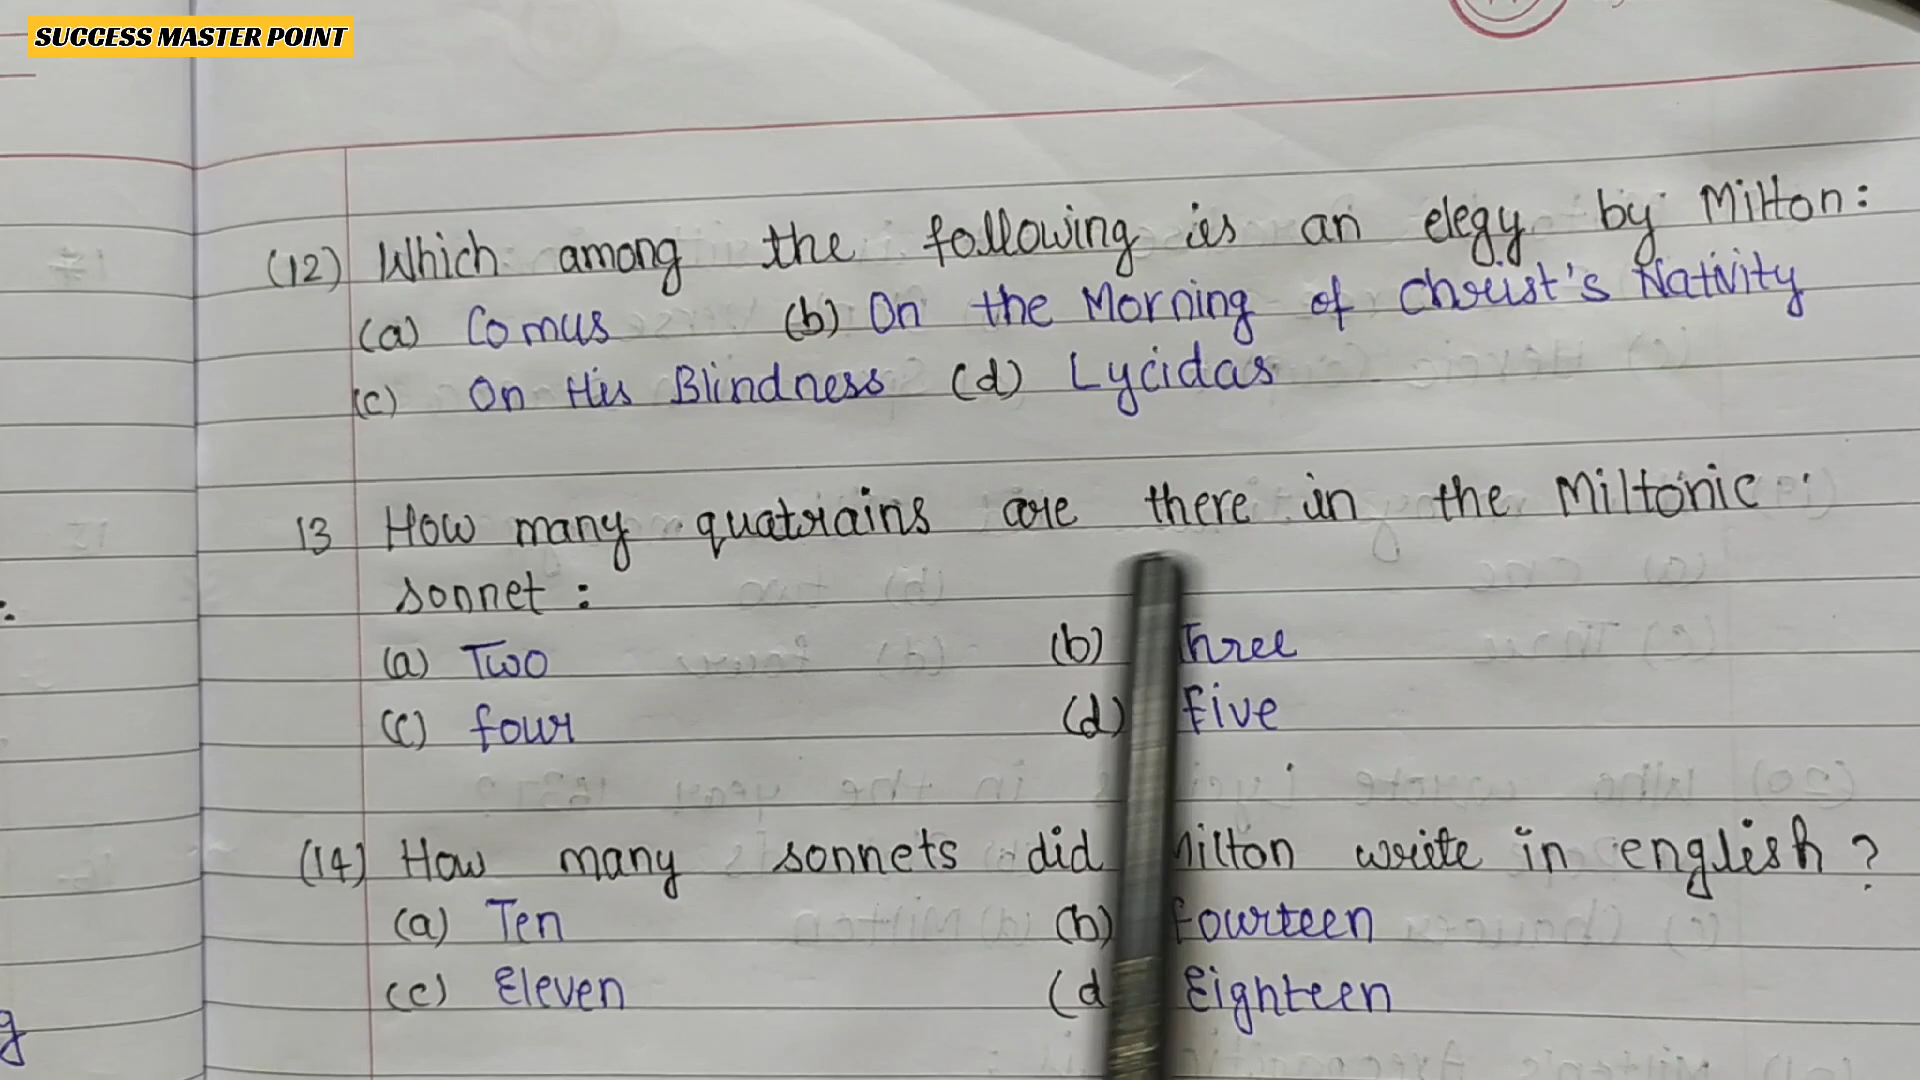 SUCCESS MASTER POINT
(12) Which among the following is an elegy by Milton:
(a) Comus (b) On the Morning of Christ's Nativity
(c) On His Blindness (d) Lycidas
13 How many quatrains are there in the Miltonic
sonnet:
(a) Two (b) Three
(c) four (d) Five
(14) How many sonnets did Milton write in english?
(a) Ten (b) Fourteen
(c) Eleven (d Eighteen